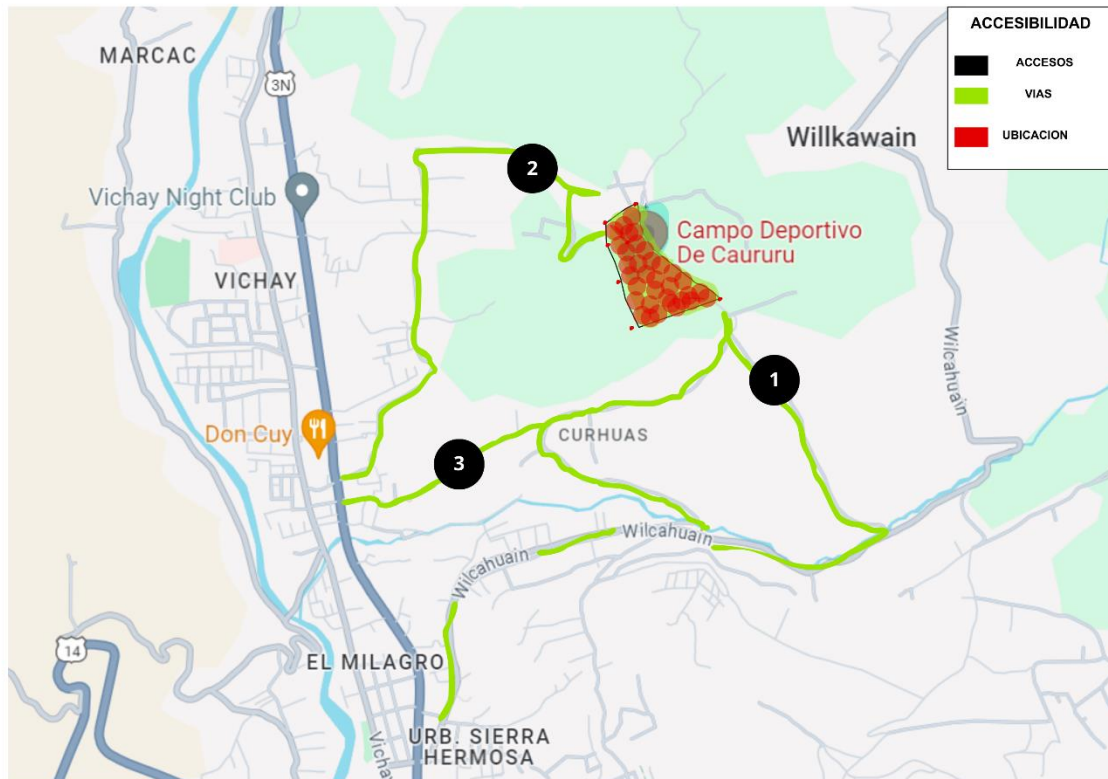 ACCESIBILIDAD
ACCESOS
VIAS
UBICACION
MARCAC
3N
2
Willkawain
Vichay Night Club
Campo Deportivo
De Caururu
VICHAY
Wilcahuain
1
Don Cuy
CURHUAS
3
Wilcahuain
Wilcahuain
14
EL MILAGRO
URB. SIERRA
HERMOSA
Vichay